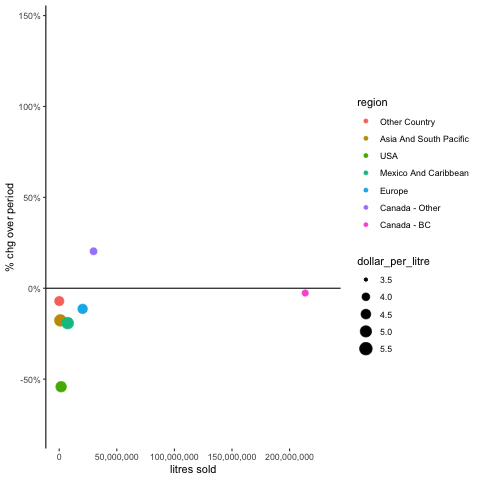 150%
100%
50%
0%
-50%
% chg over period
0
50,000,000
100,000,000
150,000,000
200,000,000
litres sold
region
Other Country
Asia And South Pacific
USA
Mexico And Caribbean
Europe
Canada - Other
Canada - BC
dollar_per_litre
3.5
4.0
4.5
5.0
5.5